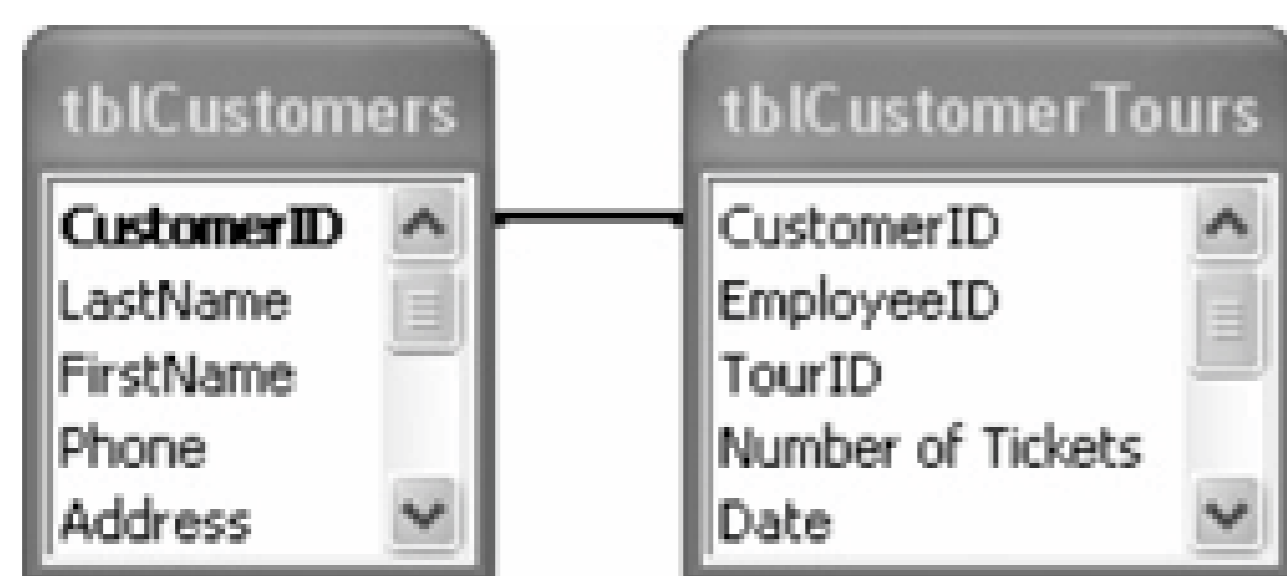 tblCustomers
CustomerID
LastName
FirstName
Phone
Address
tblCustomerTours
CustomerID
EmployeeID
TourID
Number of Tickets
Date